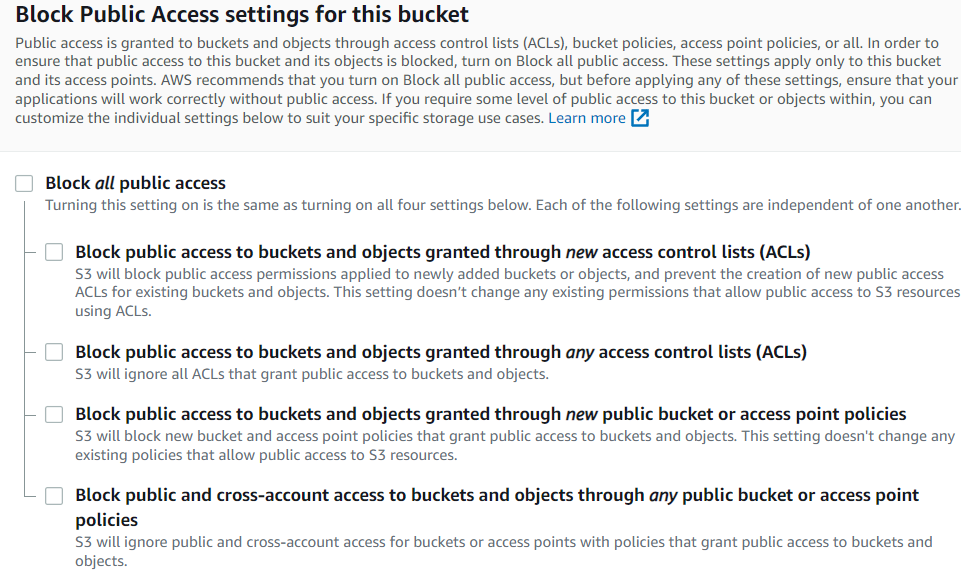 Block Public Access settings for this bucket
Public access is granted to buckets and objects through access control lists (ACLs), bucket policies, access point policies, or all. In order to
ensure that public access to this bucket and its objects is blocked, turn on Block all public access. These settings apply only to this bucket
and its access points. AWS recommends that you turn on Block all public access, but before applying any of these settings, ensure that your
applications will work correctly without public access. If you require some level of public access to this bucket or objects within, you can
customize the individual settings below to suit your specific storage use cases. Learn more
Block all public access
Turning this setting on is the same as turning on all four settings below. Each of the following settings are independent of one another.
Block public access to buckets and objects granted through new access control lists (ACLs)
S3 will block public access permissions applied to newly added buckets or objects, and prevent the creation of new public access
ACLs for existing buckets and objects. This setting doesn't change any existing permissions that allow public access to S3 resources
using ACLs.
Block public access to buckets and objects granted through any access control lists (ACLs)
S3 will ignore all ACLs that grant public access to buckets and objects.
Block public access to buckets and objects granted through new public bucket or access point policies
S3 will block new bucket and access point policies that grant public access to buckets and objects. This setting doesn't change any
existing policies that allow public access to S3 resources.
Block public and cross-account access to buckets and objects through any public bucket or access point
policies
S3 will ignore public and cross-account access for buckets or access points with policies that grant public access to buckets and
objects.